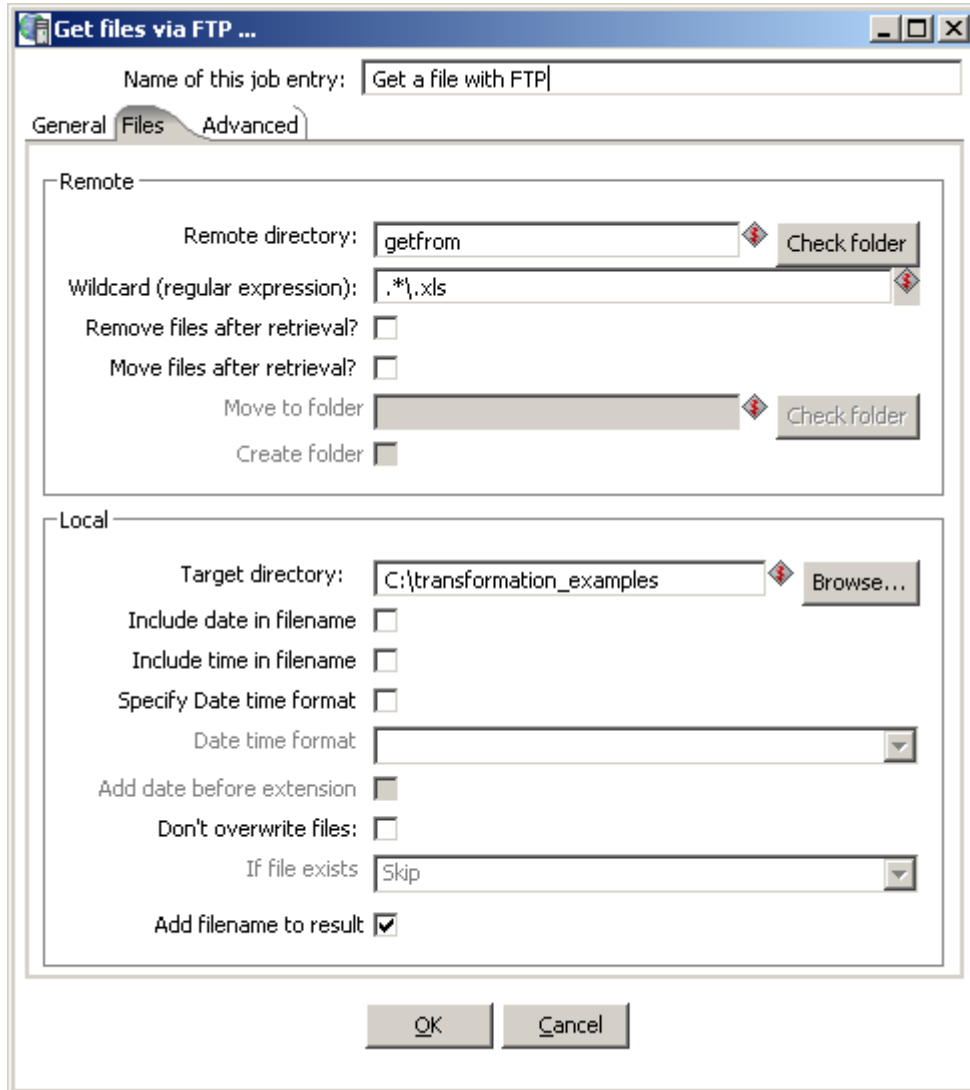 Get files via FTP ...
Name of this job entry: Get a file with FTP
General Files Advanced
Remote
Remote directory: getfrom Check folder
Wildcard (regular expression): .*\.xls
Remove files after retrieval?
Move files after retrieval?
Move to folder Check folder
Create folder
Local
Target directory: C:\transformation_examples Browse...
Include date in filename
Include time in filename
Specify Date time format
Date time format
Add date before extension
Don't overwrite files:
If file exists Skip
Add filename to result
OK Cancel